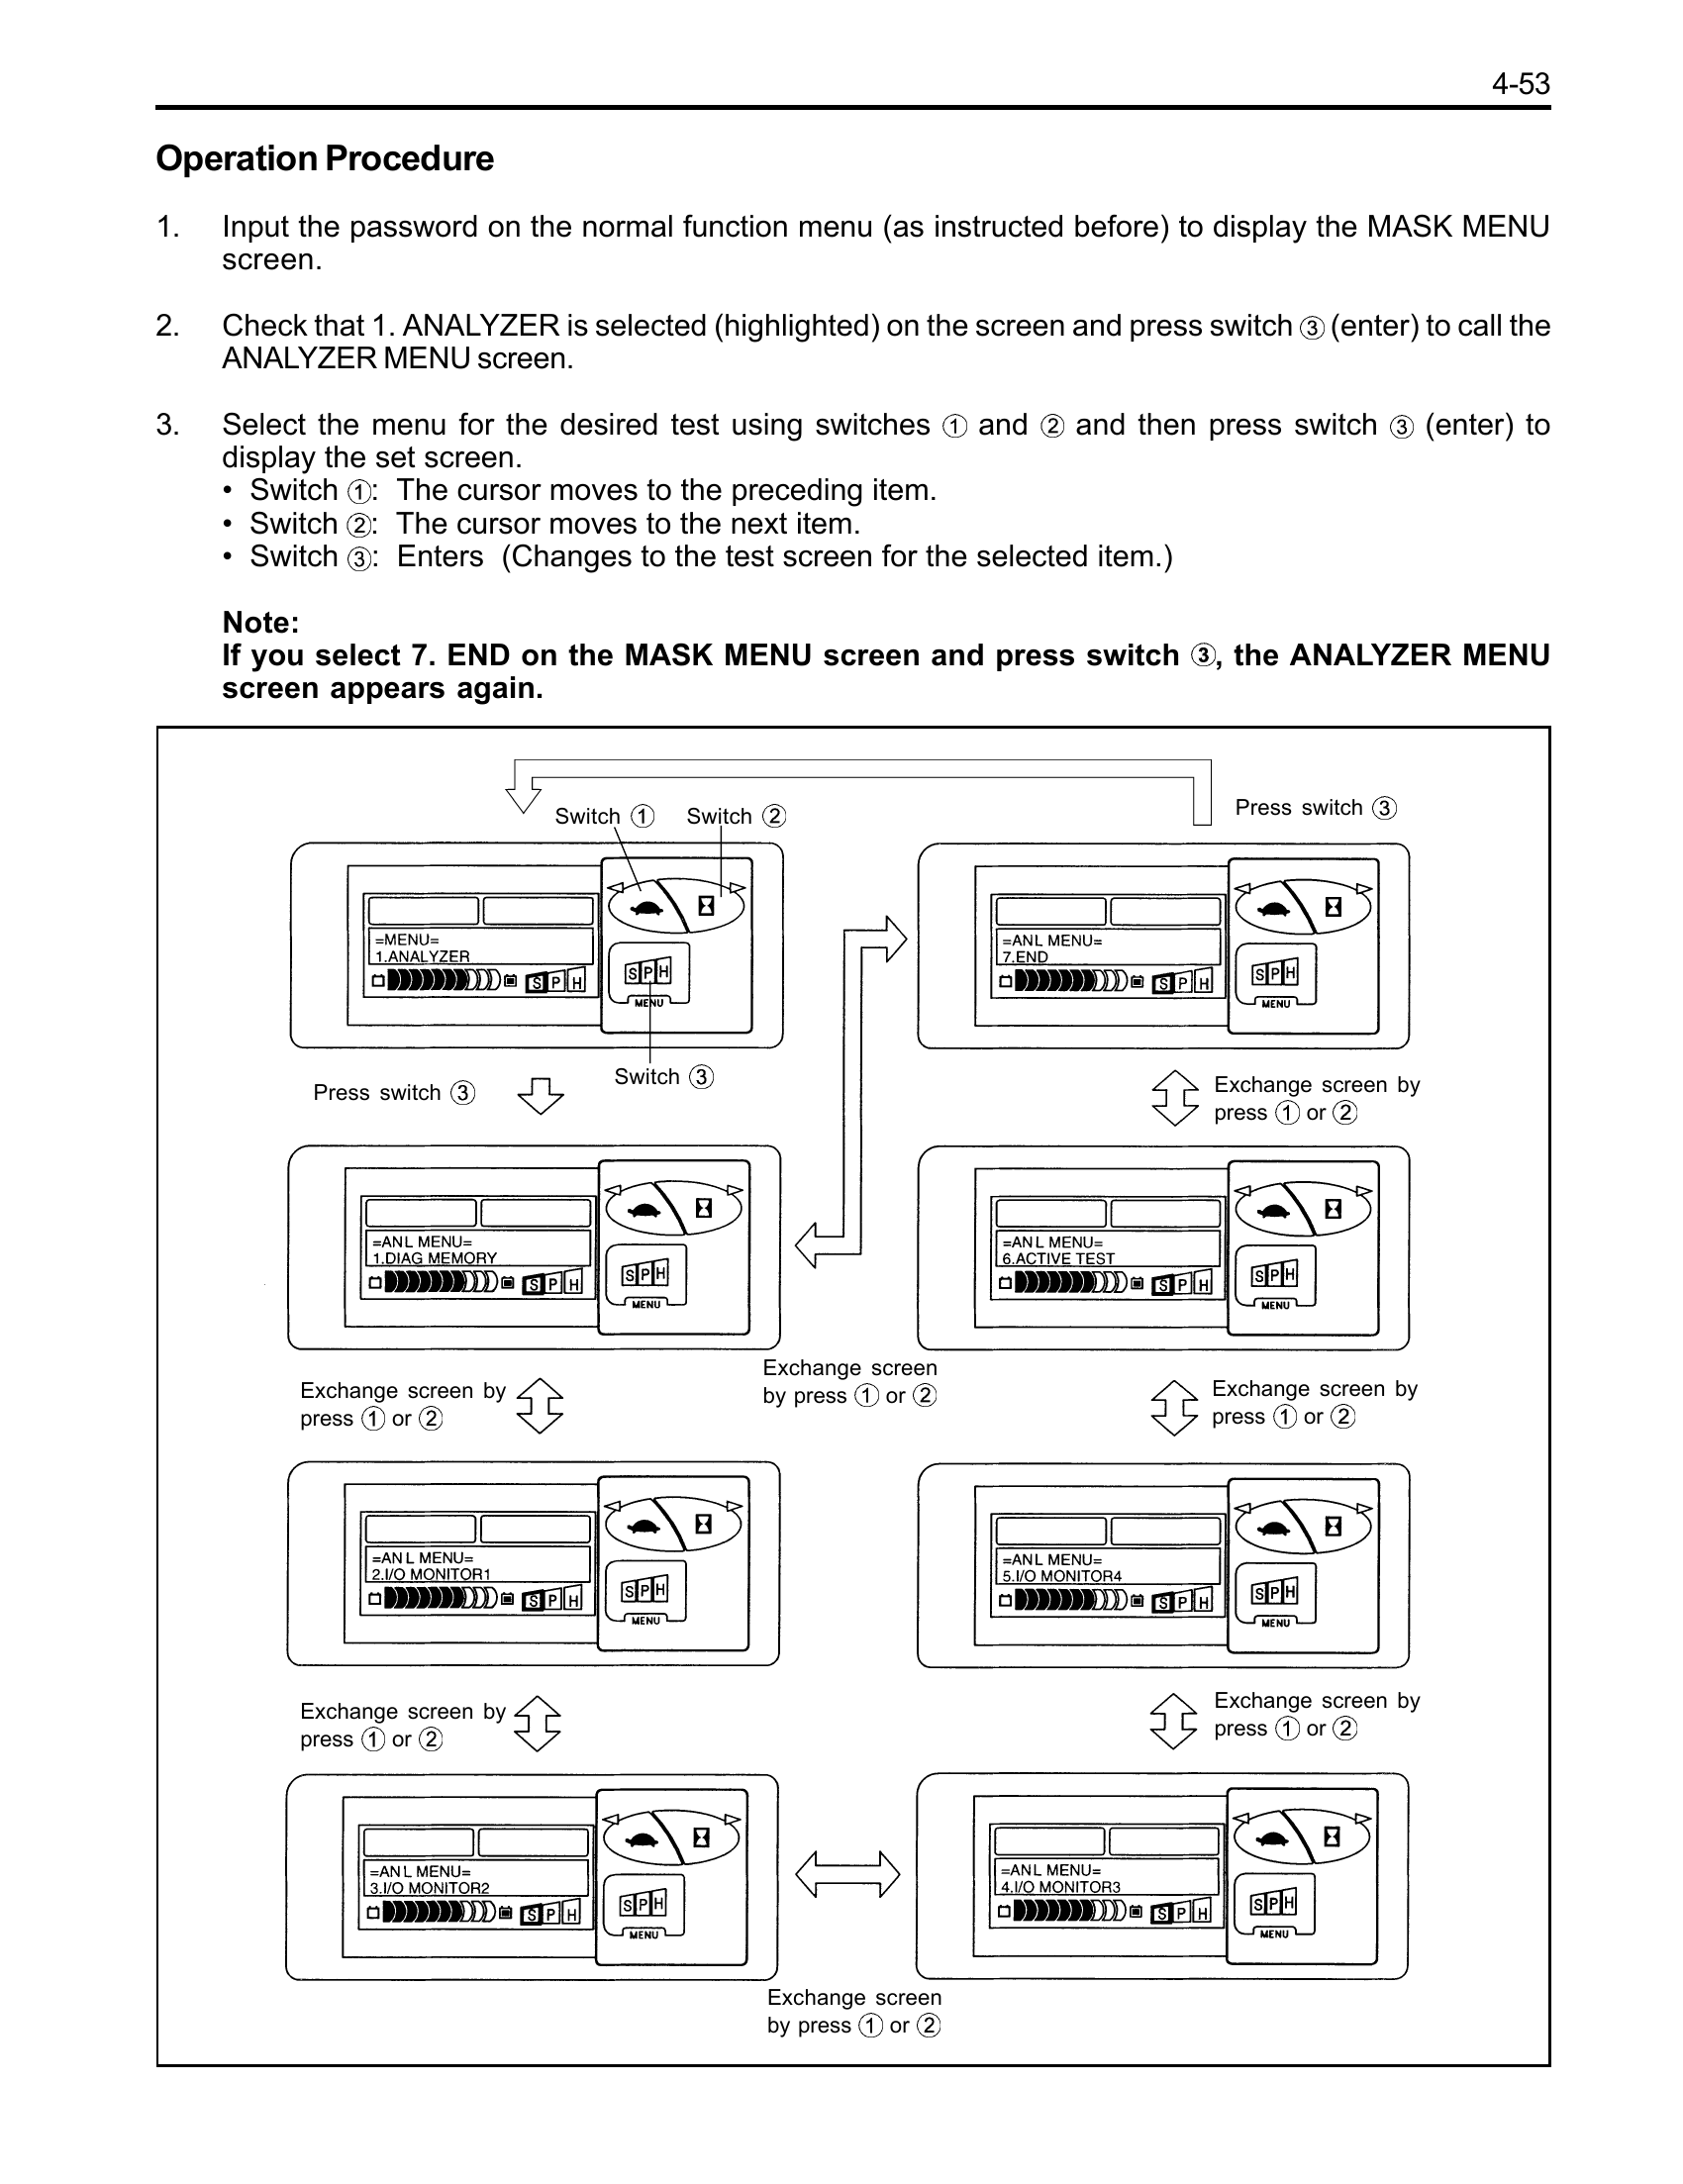 4-53
Operation Procedure
1. Input the password on the normal function menu (as instructed before) to display the MASK MENU
screen.
2. Check that 1. ANALYZER is selected (highlighted) on the screen and press switch ③ (enter) to call the
ANALYZER MENU screen.
3. Select the menu for the desired test using switches ① and ② and then press switch ③ (enter) to
display the set screen.
• Switch ①: The cursor moves to the preceding item.
• Switch ②: The cursor moves to the next item.
• Switch ③: Enters (Changes to the test screen for the selected item.)
Note:
If you select 7. END on the MASK MENU screen and press switch ③, the ANALYZER MENU
screen appears again.
Switch ① Switch ②
=MENU=
1.ANALYZER
S P H
S P H
MENU
Switch ③
Press switch ③
Press switch ③
=ANL MENU=
7.END
S P H
S P H
MENU
Exchange screen by
press ① or ②
=ANL MENU=
1.DIAG MEMORY
S P H
S P H
MENU
=ANL MENU=
6.ACTIVE TEST
S P H
S P H
MENU
Exchange screen
by press ① or ②
Exchange screen by
press ① or ②
Exchange screen by
press ① or ②
=ANL MENU=
2.I/O MONITOR1
S P H
S P H
MENU
=ANL MENU=
5.I/O MONITOR4
S P H
S P H
MENU
Exchange screen by
press ① or ②
Exchange screen by
press ① or ②
=ANL MENU=
3.I/O MONITOR2
S P H
S P H
MENU
=ANL MENU=
4.I/O MONITOR3
S P H
S P H
MENU
Exchange screen
by press ① or ②